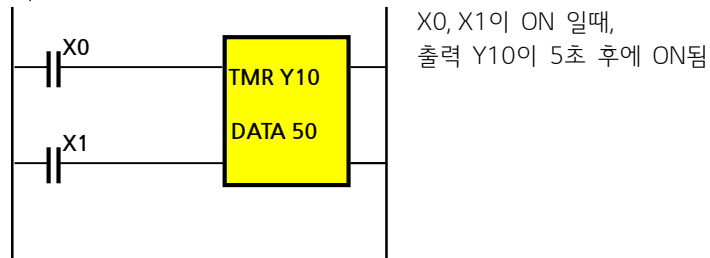 X0
TMR Y10
DATA 50
X1
X0, X1이 ON 일때,
출력 Y10이 5초 후에 ON됨